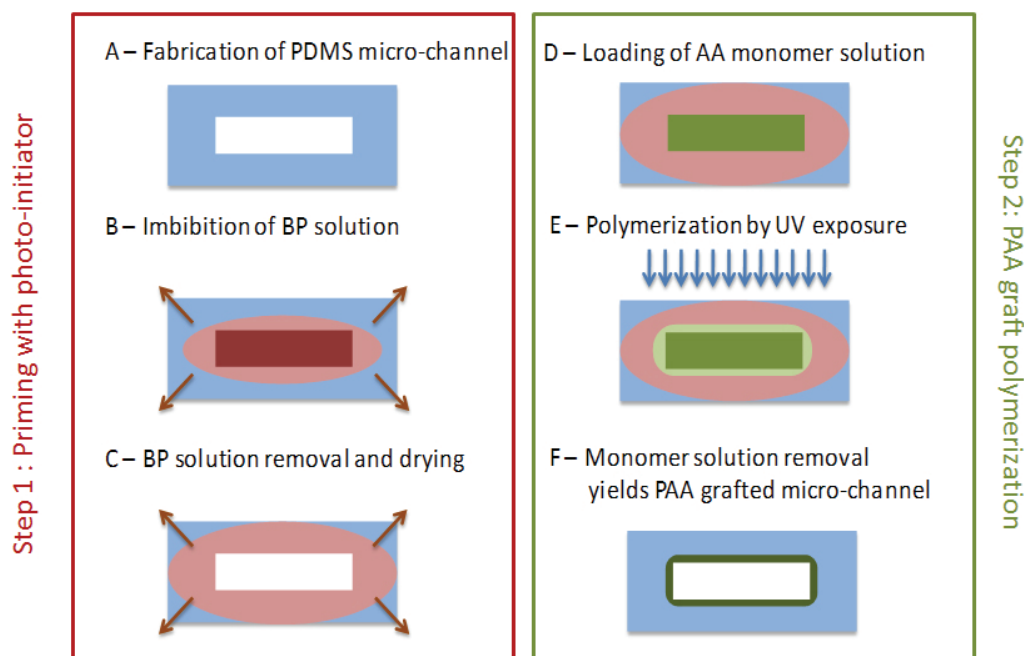 Step 1 : Priming with photo-initiator
A – Fabrication of PDMS micro-channel
B – Imbibition of BP solution
C – BP solution removal and drying
D – Loading of AA monomer solution
E – Polymerization by UV exposure
F – Monomer solution removal
yields PAA grafted micro-channel
Step 2: PAA graft polymerization